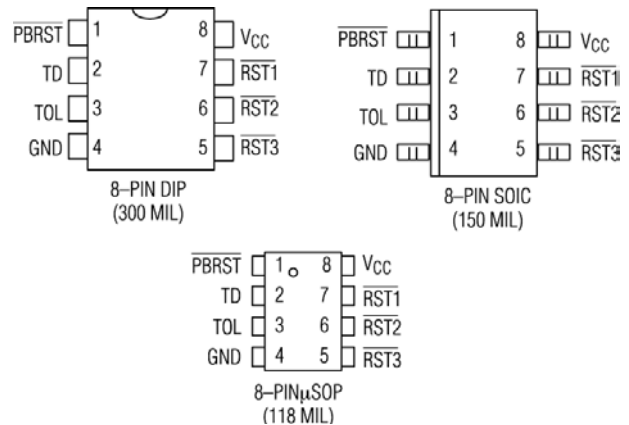 PBRST 1 8 VCC
TD 2 7 RST1
TOL 3 6 RST2
GND 4 5 RST3
8–PIN DIP
(300 MIL)
PBRST 1 8 VCC
TD 2 7 RST1
TOL 3 6 RST2
GND 4 5 RST3
8–PIN SOIC
(150 MIL)
PBRST 1 8 VCC
TD 2 7 RST1
TOL 3 6 RST2
GND 4 5 RST3
8–PINμSOP
(118 MIL)